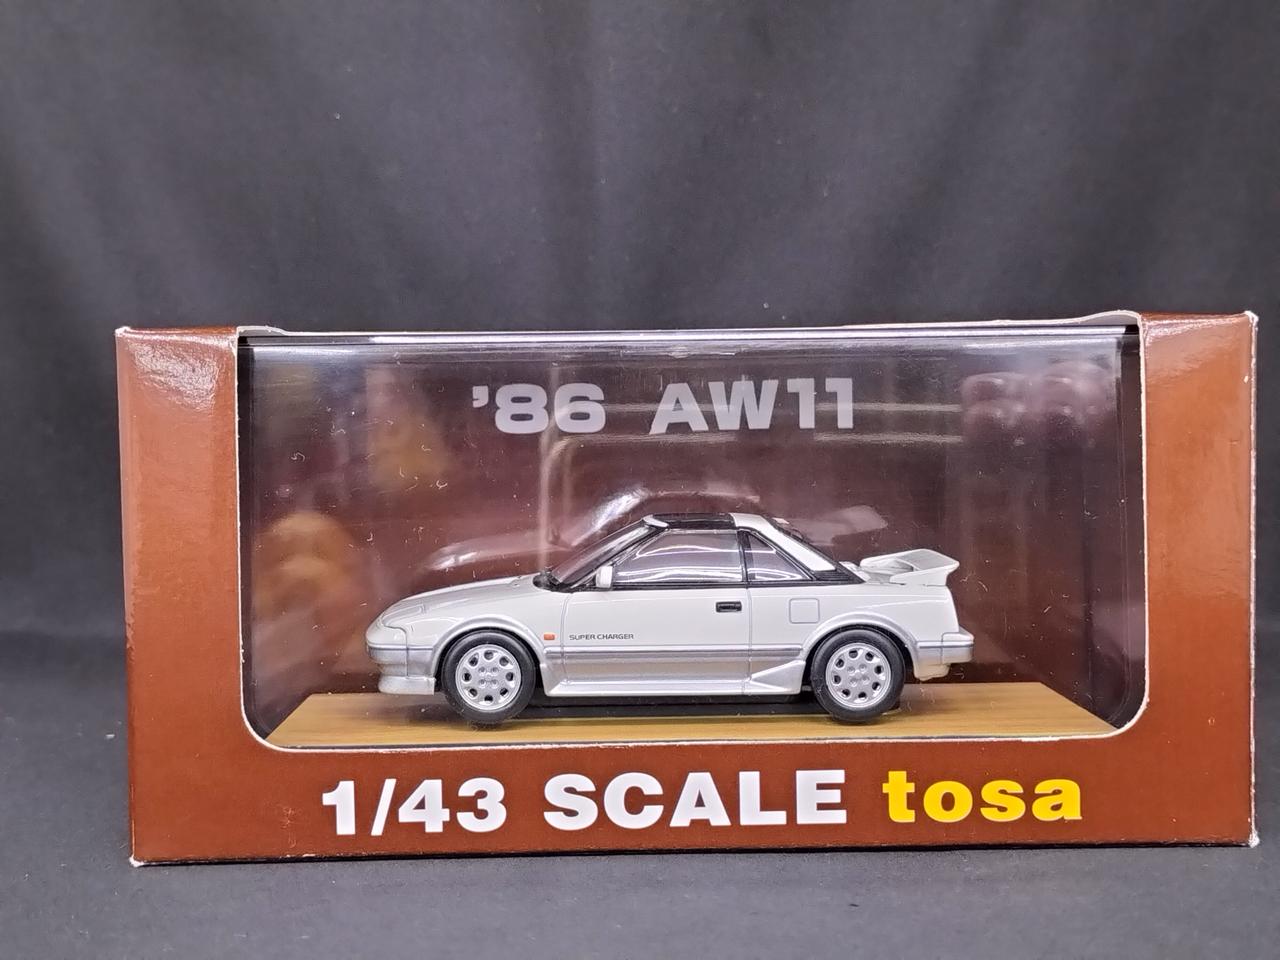 '86 AW11
SUPER CHARGER
1/43 SCALE tosa